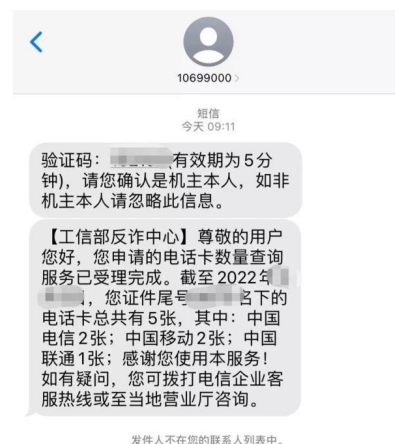 10699000
短信
今天 09:11
验证码：(有效期为5分
钟)，请您确认是机主本人，如非
机主本人请忽略此信息。
【工信部反诈中心】尊敬的用户
您好，您申请的电话卡数量查询
服务已受理完成。截至2022年
，您证件尾号名下的
电话卡总共有5张，其中：中国
电信2张；中国移动2张；中国
联通1张；感谢您使用本服务！
如有疑问，您可拨打电信企业客
服热线或至当地营业厅咨询。
发件人不在您的联系人列表中。